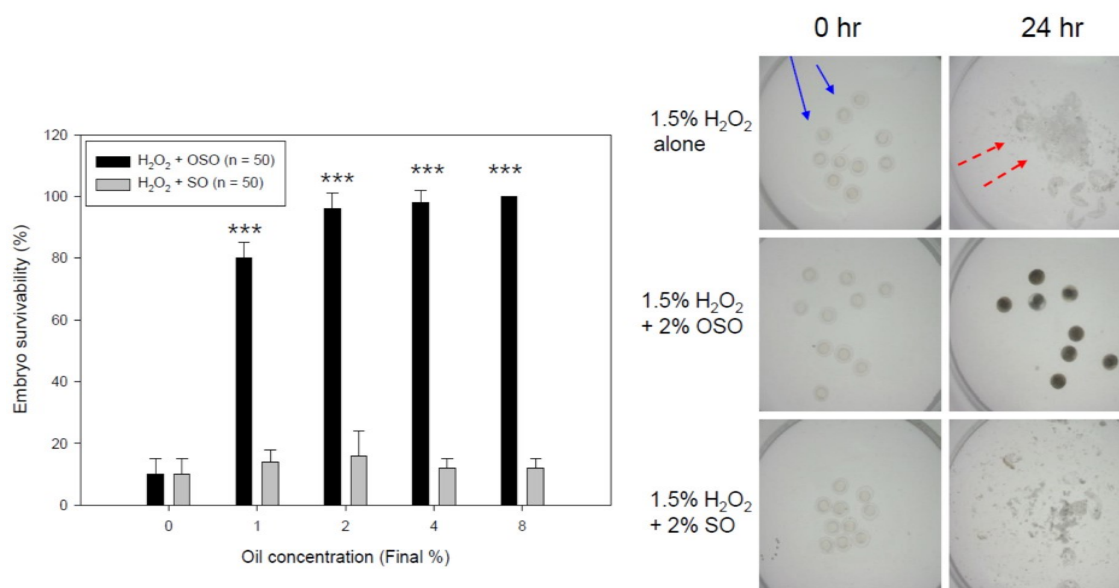 120
100
80
60
40
20
0
Embryo survivability (%)
H₂O₂ + OSO (n = 50)
H₂O₂ + SO (n = 50)
***
***
***
***
0 1 2 4 8
Oil concentration (Final %)
0 hr 24 hr
1.5% H₂O₂
alone
1.5% H₂O₂
+ 2% OSO
1.5% H₂O₂
+ 2% SO